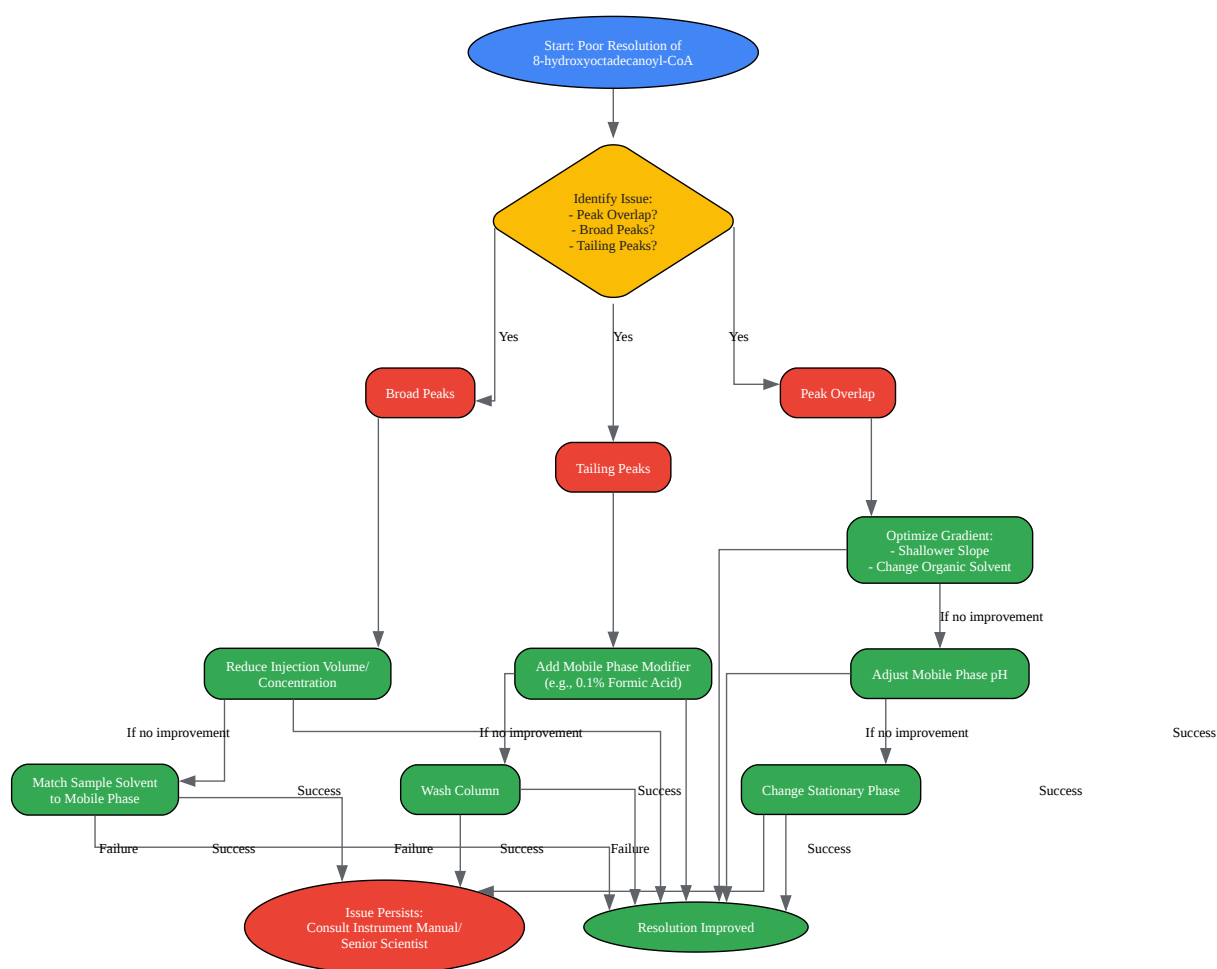 Start: Poor Resolution of
8-hydroxyoctadecanoyl-CoA
Identify Issue:
- Peak Overlap?
- Broad Peaks?
- Tailing Peaks?
Yes
Yes
Yes
Broad Peaks
Peak Overlap
Tailing Peaks
Optimize Gradient:
- Shallower Slope
- Change Organic Solvent
If no improvement
Reduce Injection Volume/
Concentration
Add Mobile Phase Modifier
(e.g., 0.1% Formic Acid)
Adjust Mobile Phase pH
If no improvement
If no improvement
If no improvement
Success
Match Sample Solvent
to Mobile Phase
Success
Wash Column
Success
Change Stationary Phase
Success
Failure
Success
Failure
Success
Failure
Success
Issue Persists:
Consult Instrument Manual/
Senior Scientist
Resolution Improved